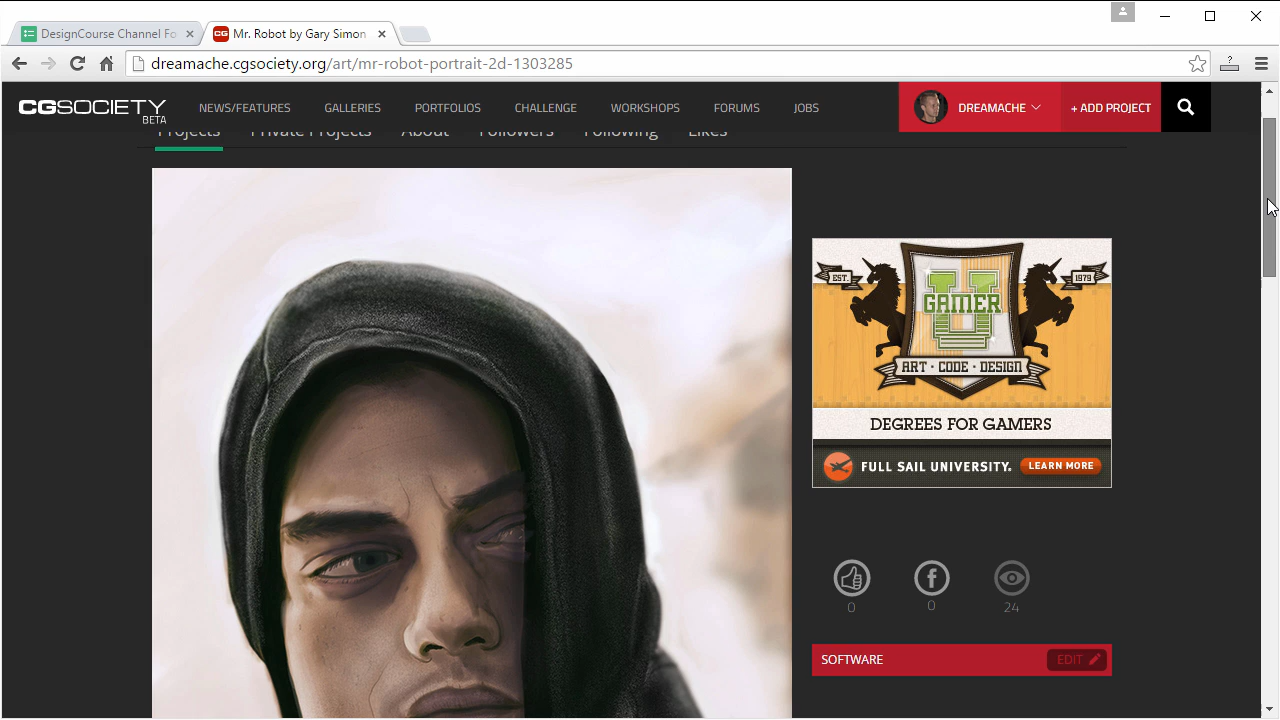 DesignCourse Channel Fo
CG Mr. Robot by Gary Simon
dreamache.cgsociety.org/art/mr-robot-portrait-2d-1303285
CGSOCIETY
BETA
NEWS/FEATURES GALLERIES PORTFOLIOS CHALLENGE WORKSHOPS FORUMS JOBS
DREAMACHE
+ ADD PROJECT
Projects Private Projects About Followers Following Likes
EST. 1979
U
GAMER
ART · CODE · DESIGN
DEGREES FOR GAMERS
FULL SAIL UNIVERSITY. LEARN MORE
0 0 24
SOFTWARE EDIT